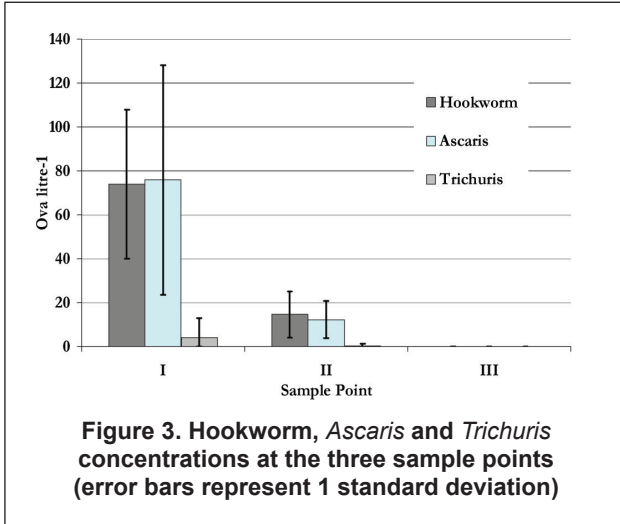 140
120
100
80
60
40
20
0
Ova litre-1
Hookworm
Ascaris
Trichuris
I II III
Sample Point
Figure 3. Hookworm, Ascaris and Trichuris
concentrations at the three sample points
(error bars represent 1 standard deviation)